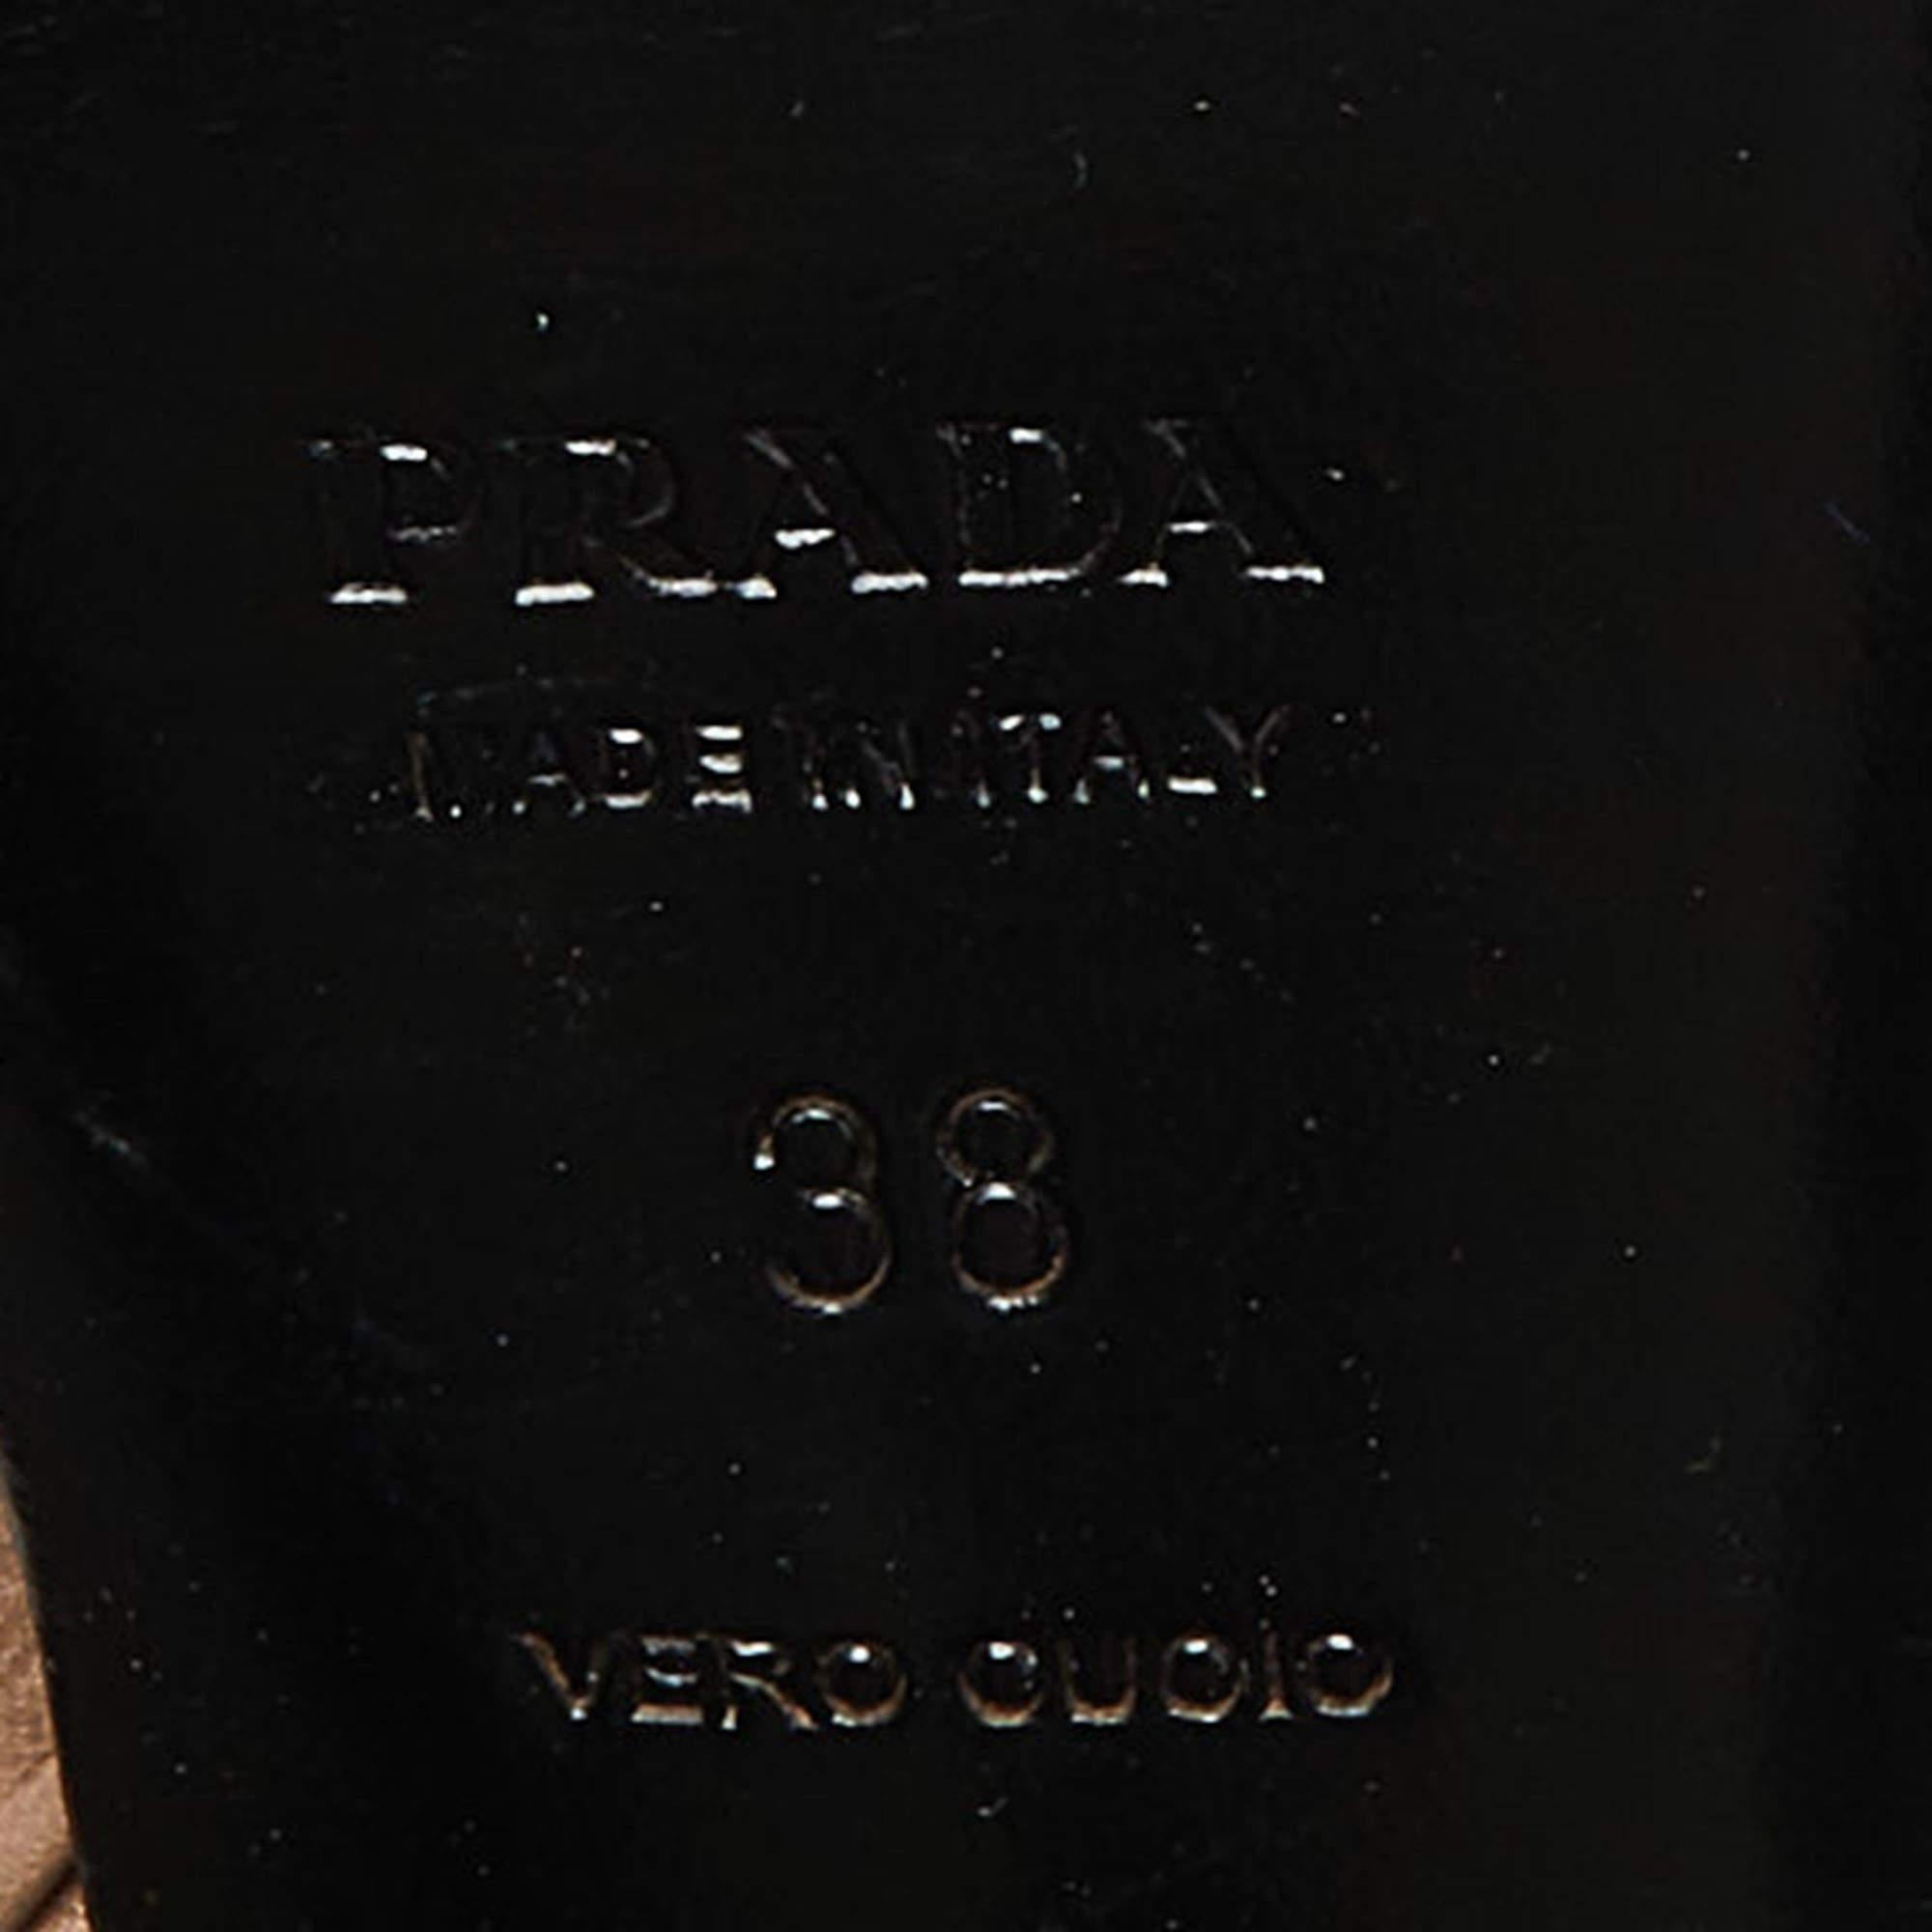 PRADA
MADE IN ITALY
38
VERO CUOIO